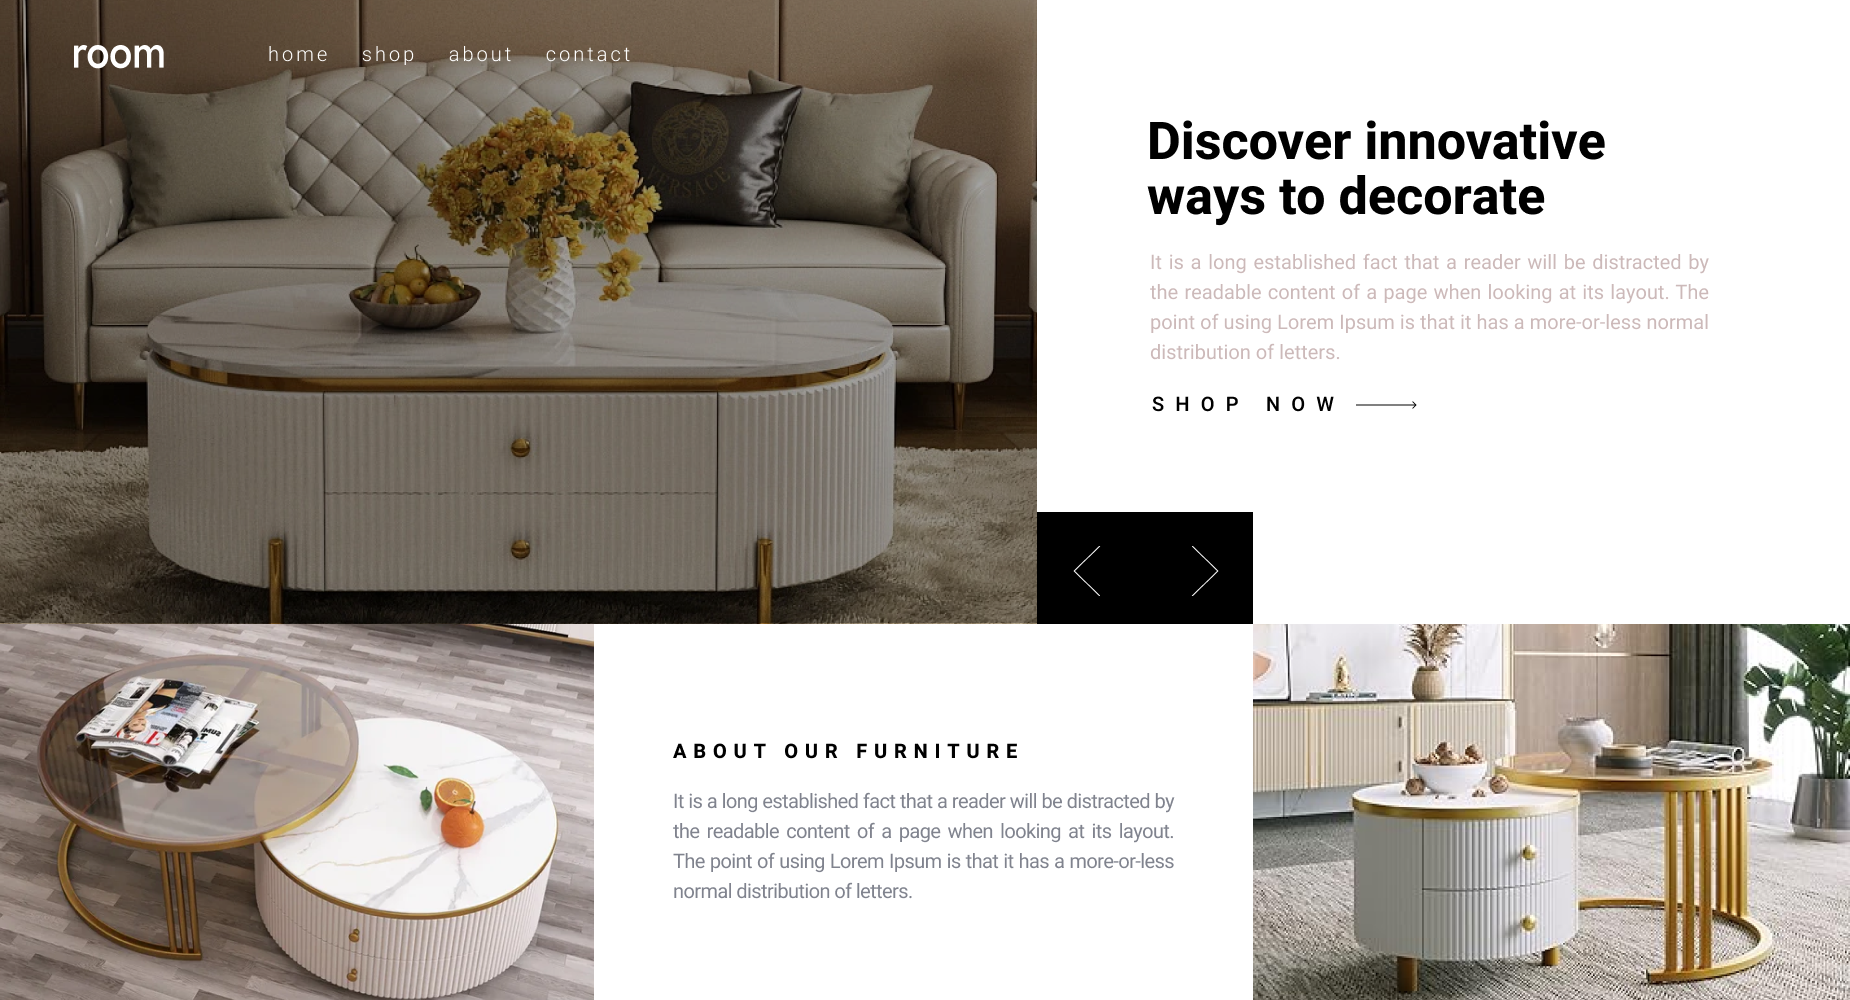 room
home shop about contact
VERSACE
Discover innovative
ways to decorate
It is a long established fact that a reader will be distracted by
the readable content of a page when looking at its layout. The
point of using Lorem Ipsum is that it has a more-or-less normal
distribution of letters.
SHOP NOW
ABOUT OUR FURNITURE
It is a long established fact that a reader will be distracted by
the readable content of a page when looking at its layout.
The point of using Lorem Ipsum is that it has a more-or-less
normal distribution of letters.